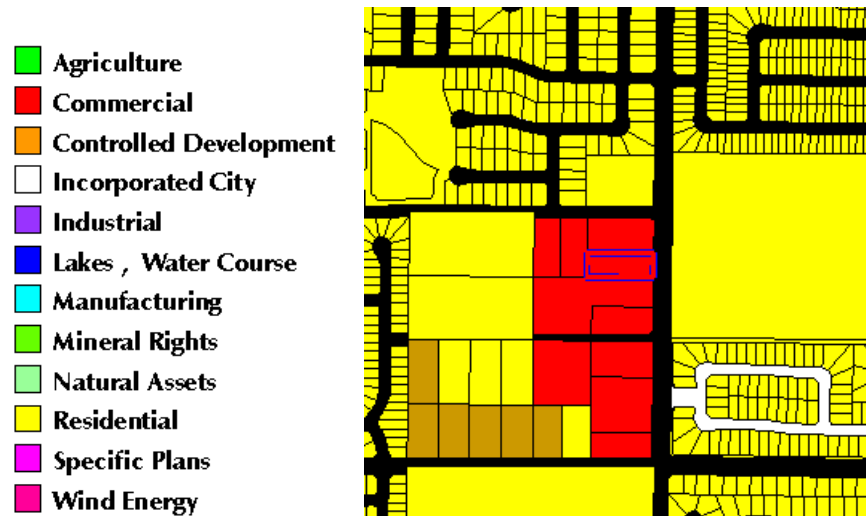 Agriculture
Commercial
Controlled Development
Incorporated City
Industrial
Lakes , Water Course
Manufacturing
Mineral Rights
Natural Assets
Residential
Specific Plans
Wind Energy